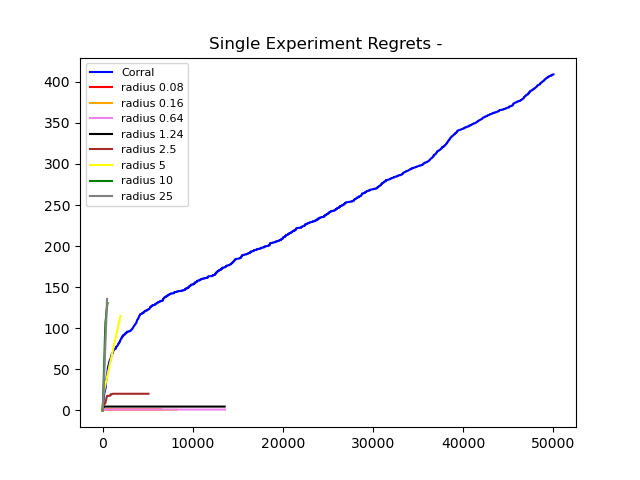 Single Experiment Regrets -
Corral
radius 0.08
radius 0.16
radius 0.64
radius 1.24
radius 2.5
radius 5
radius 10
radius 25
400
350
300
250
200
150
100
50
0
0 10000 20000 30000 40000 50000